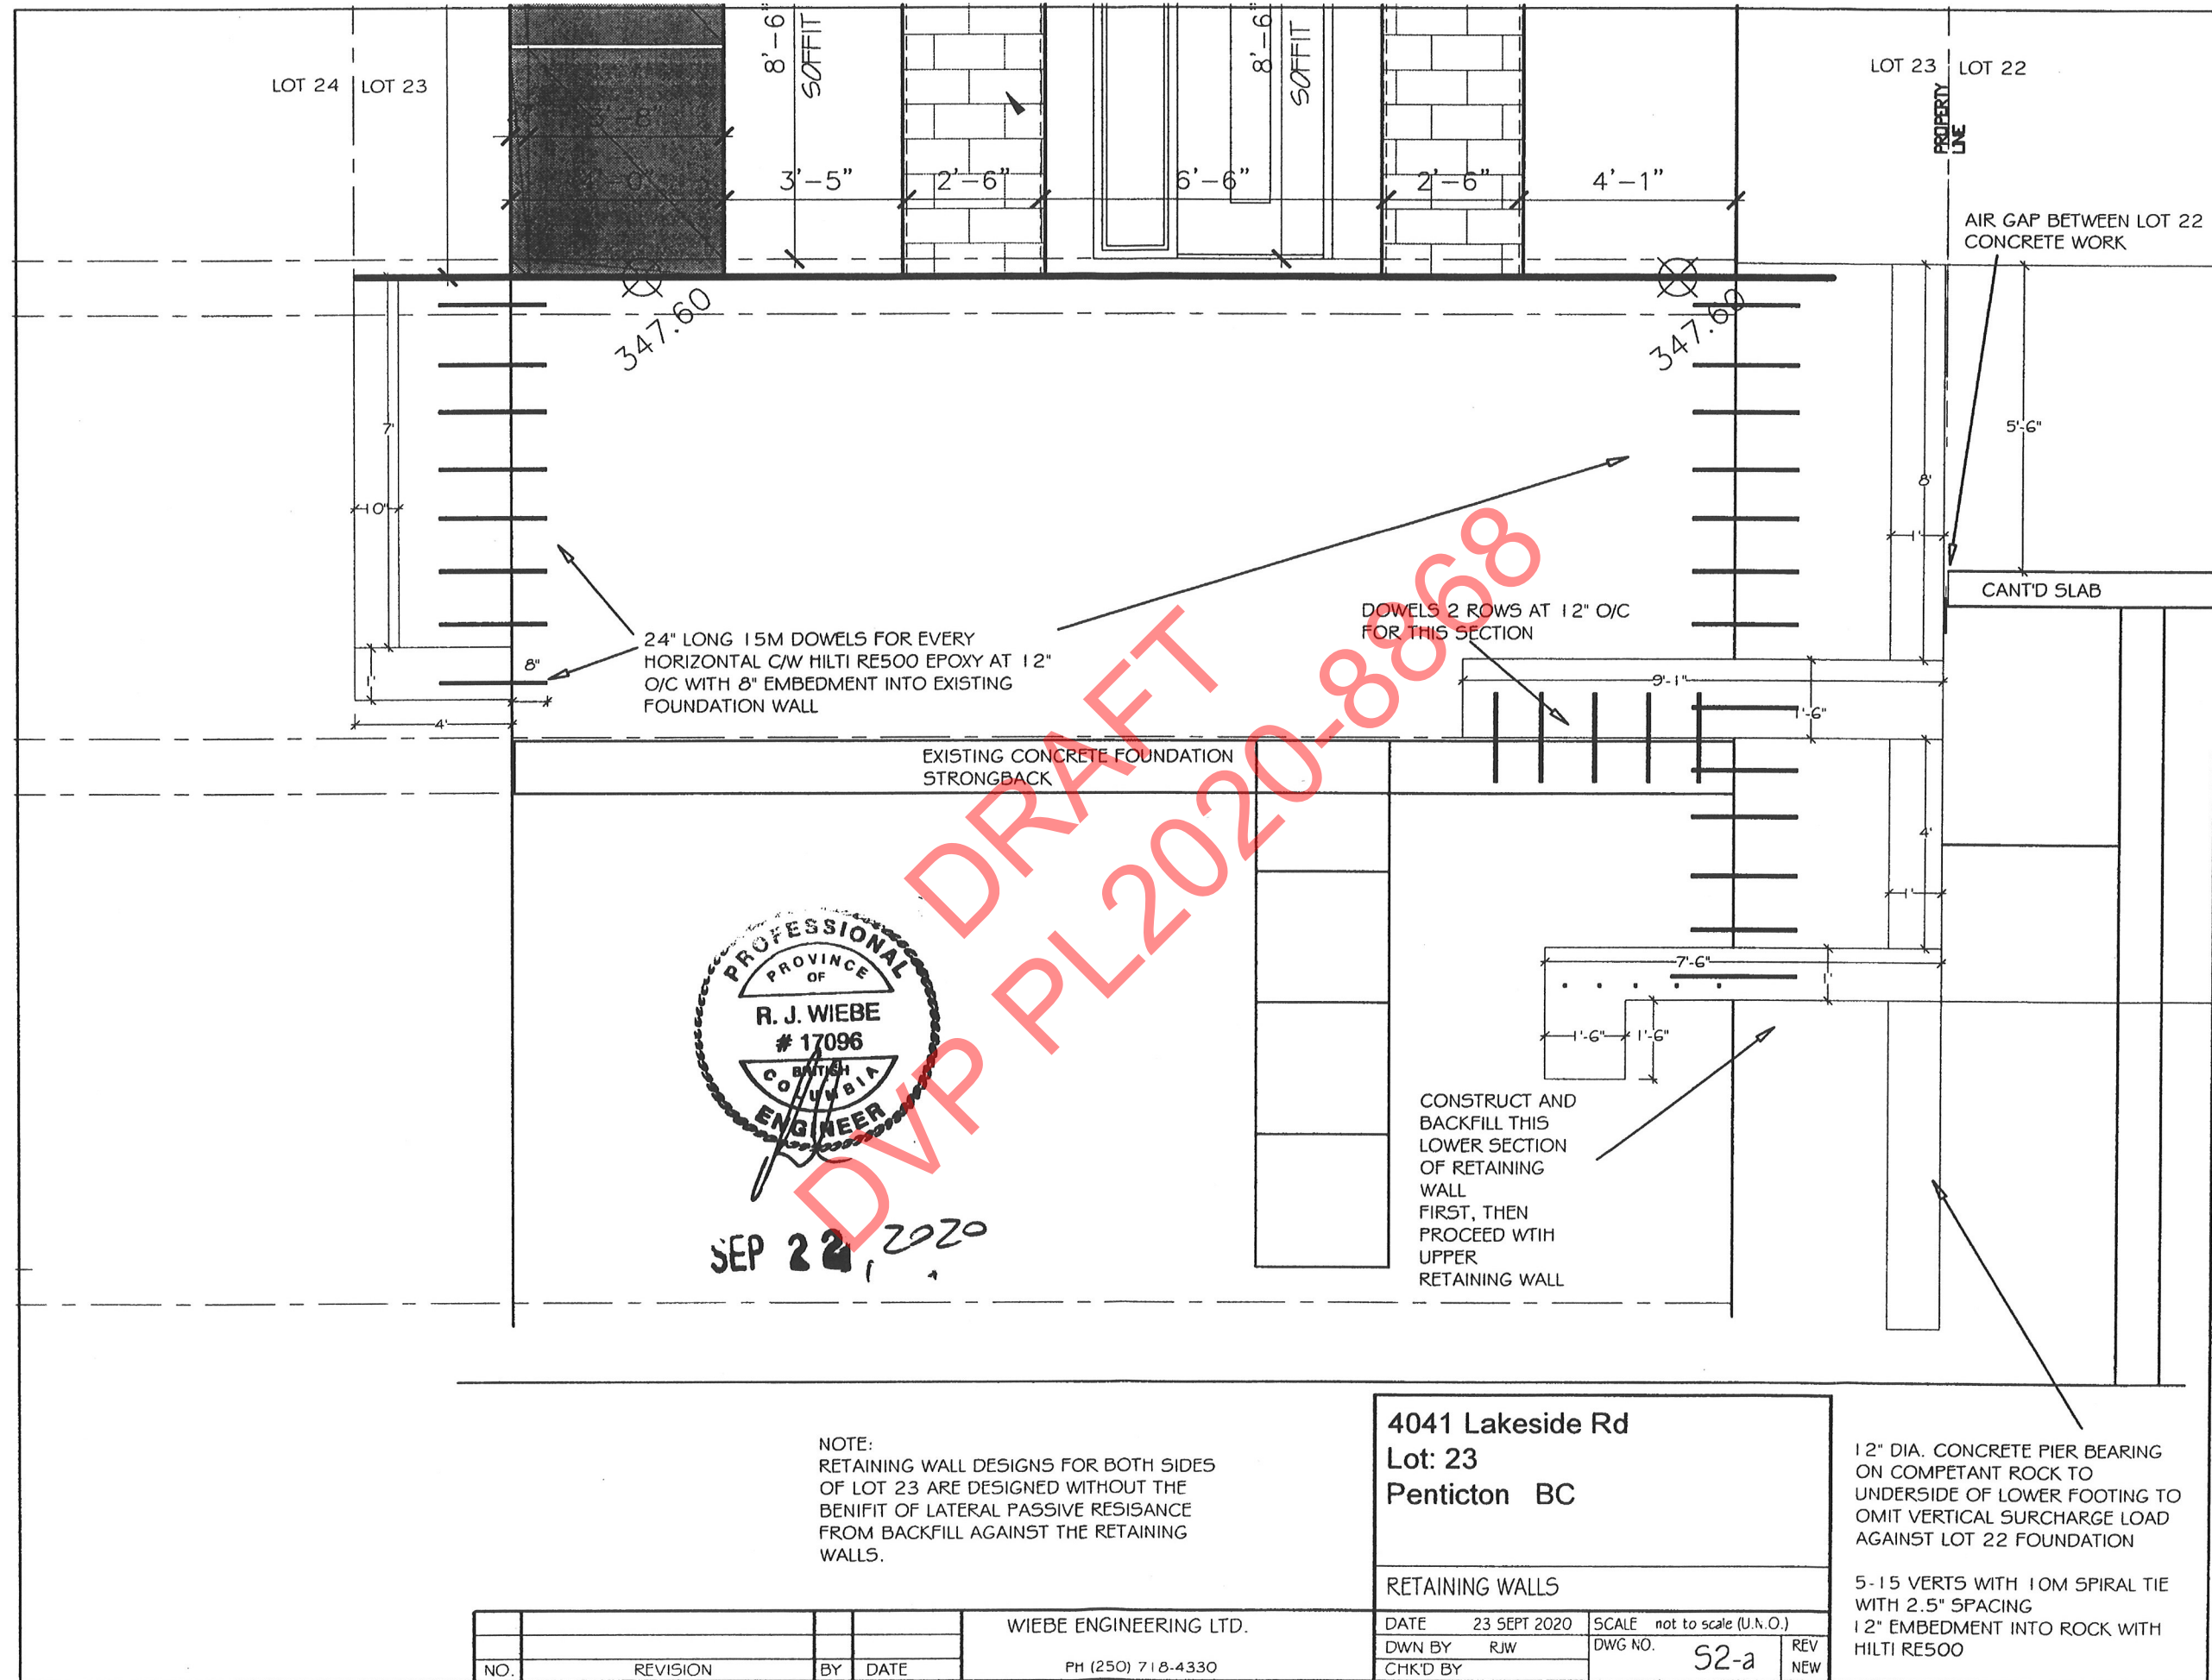 8'-6"
SOFFIT
8'-6"
SOFFIT
LOT 24 LOT 23
LOT 23 LOT 22
PROPERTY
LINE
3'-8"
4'-0"
3'-5"
2'-6"
6'-6"
2'-6"
4'-1"
AIR GAP BETWEEN LOT 22
CONCRETE WORK
347.60
347.60
7'
10"
8'
1'
5'-6"
CANT'D SLAB
DOWELS 2 ROWS AT 12" O/C
FOR THIS SECTION
24" LONG 15M DOWELS FOR EVERY
HORIZONTAL C/W HILTI RE500 EPOXY AT 12"
O/C WITH 8" EMBEDMENT INTO EXISTING
FOUNDATION WALL
8"
1'
4'
9'-1"
1'-6"
EXISTING CONCRETE FOUNDATION
STRONGBACK
4'
1'
7'-6"
1'
1'-6"
1'-6"
DRAFT
DVP PL2020-8868
PROFESSIONAL
PROVINCE
OF
R. J. WIEBE
# 17096
BRITISH
COLUMBIA
ENGINEER
SEP 22, 2020
CONSTRUCT AND
BACKFILL THIS
LOWER SECTION
OF RETAINING
WALL
FIRST, THEN
PROCEED WTIH
UPPER
RETAINING WALL
NOTE:
RETAINING WALL DESIGNS FOR BOTH SIDES
OF LOT 23 ARE DESIGNED WITHOUT THE
BENIFIT OF LATERAL PASSIVE RESISANCE
FROM BACKFILL AGAINST THE RETAINING
WALLS.
4041 Lakeside Rd
Lot: 23
Penticton BC
RETAINING WALLS
12" DIA. CONCRETE PIER BEARING
ON COMPETANT ROCK TO
UNDERSIDE OF LOWER FOOTING TO
OMIT VERTICAL SURCHARGE LOAD
AGAINST LOT 22 FOUNDATION
5-15 VERTS WITH 10M SPIRAL TIE
WITH 2.5" SPACING
12" EMBEDMENT INTO ROCK WITH
HILTI RE500
WIEBE ENGINEERING LTD.
PH (250) 718-4330
NO. REVISION BY DATE
DATE 23 SEPT 2020 SCALE not to scale (U.N.O.)
DWN BY RJW DWG NO. S2-a REV
CHK'D BY NEW